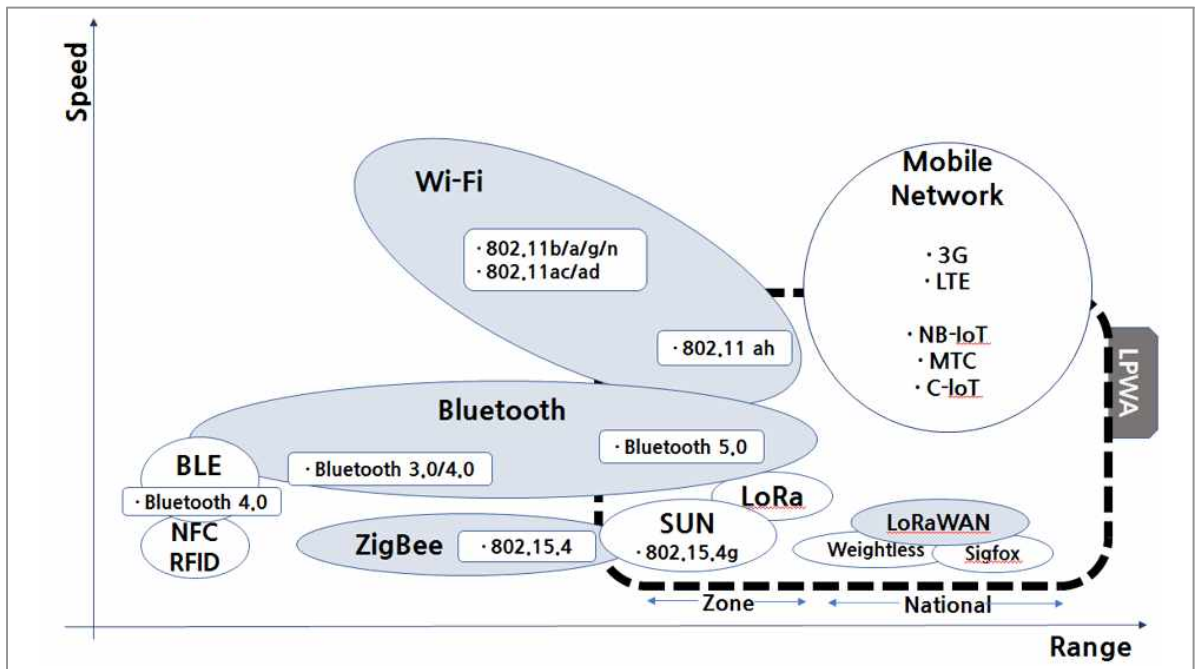 Speed
Wi-Fi
· 802.11b/a/g/n
· 802.11ac/ad
· 802.11 ah
Mobile
Network
· 3G
· LTE
· NB-IoT
· MTC
· C-IoT
LPWA
Bluetooth
· Bluetooth 5.0
· Bluetooth 3.0/4.0
BLE
· Bluetooth 4.0
NFC
RFID
ZigBee
· 802.15.4
SUN
· 802.15.4g
LoRa
LoRaWAN
Weightless
Sigfox
Zone
National
Range